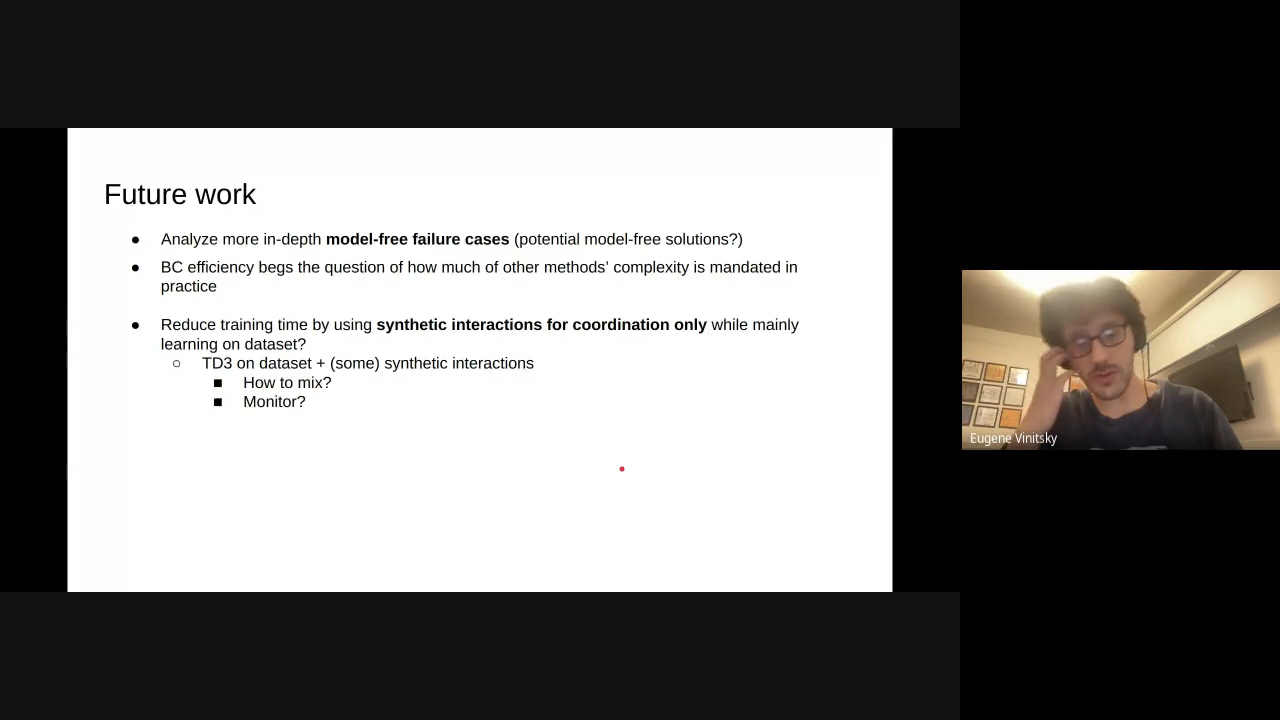 Future work
● Analyze more in-depth model-free failure cases (potential model-free solutions?)
● BC efficiency begs the question of how much of other methods' complexity is mandated in
practice
● Reduce training time by using synthetic interactions for coordination only while mainly
learning on dataset?
○ TD3 on dataset + (some) synthetic interactions
■ How to mix?
■ Monitor?
Eugene Vinitsky